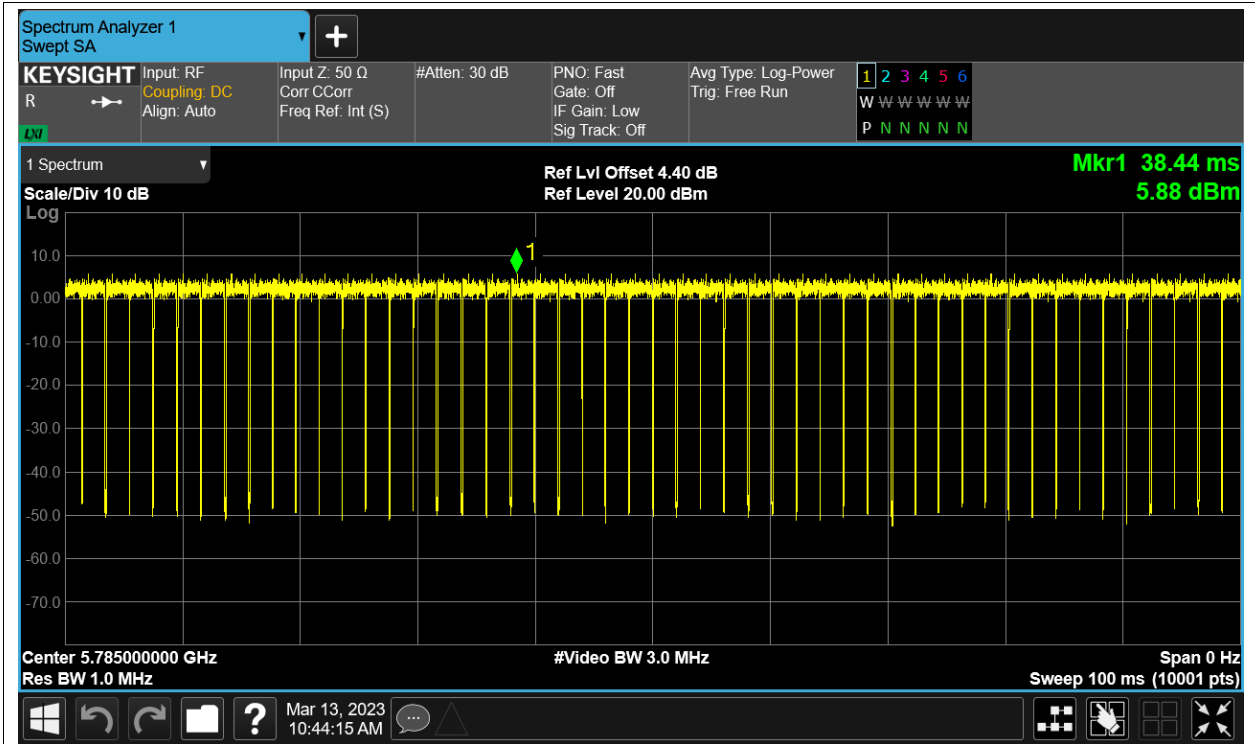 Spectrum Analyzer 1
Swept SA
+
KEYSIGHT
R
LXI
Input: RF
Coupling: DC
Align: Auto
Input Z: 50 Ω
Corr CCorr
Freq Ref: Int (S)
#Atten: 30 dB
PNO: Fast
Gate: Off
IF Gain: Low
Sig Track: Off
Avg Type: Log-Power
Trig: Free Run
1 2 3 4 5 6
W W W W W W
P N N N N N
1 Spectrum
Scale/Div 10 dB
Log
Ref Lvl Offset 4.40 dB
Ref Level 20.00 dBm
Mkr1 38.44 ms
5.88 dBm
1
10.0
0.00
-10.0
-20.0
-30.0
-40.0
-50.0
-60.0
-70.0
Center 5.785000000 GHz
Res BW 1.0 MHz
#Video BW 3.0 MHz
Span 0 Hz
Sweep 100 ms (10001 pts)
?
Mar 13, 2023
10:44:15 AM